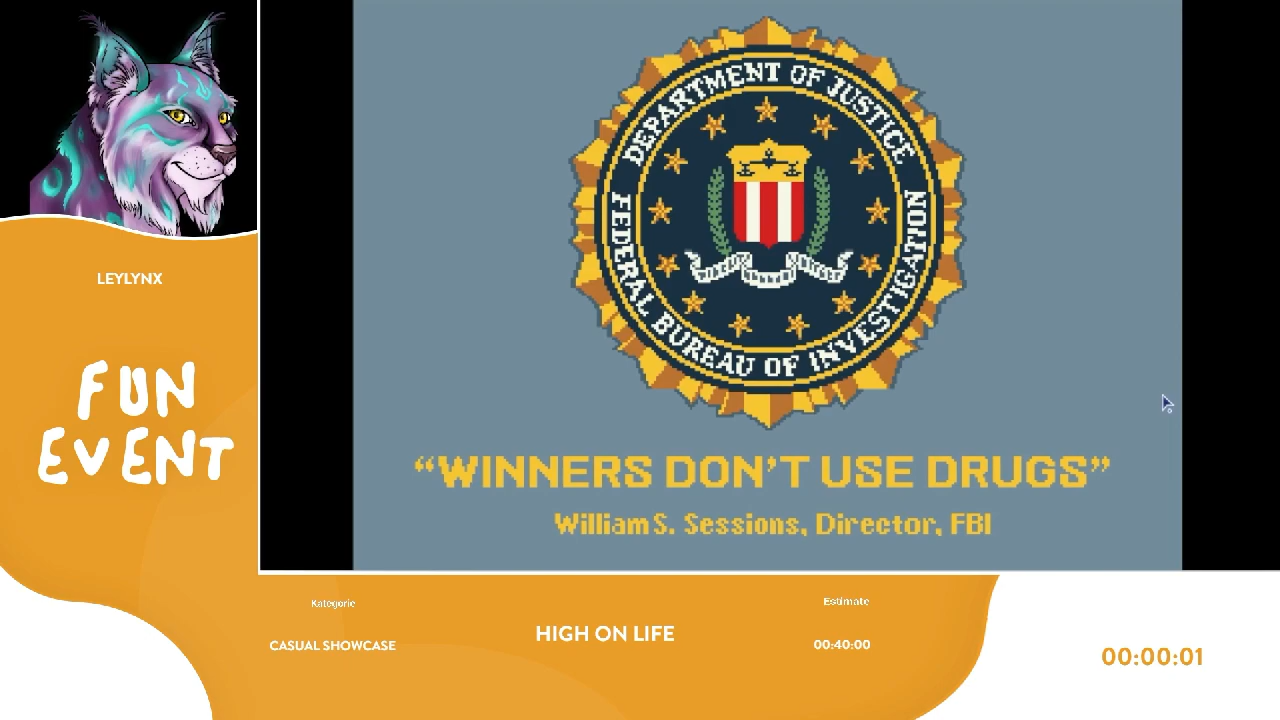 DEPARTMENT OF JUSTICE
FEDERAL BUREAU OF INVESTIGATION
“WINNERS DON’T USE DRUGS”
William S. Sessions, Director, FBI
LEYLYNX
FUN
EVENT
Kategorie
CASUAL SHOWCASE
HIGH ON LIFE
Estimate
00:40:00
00:00:01